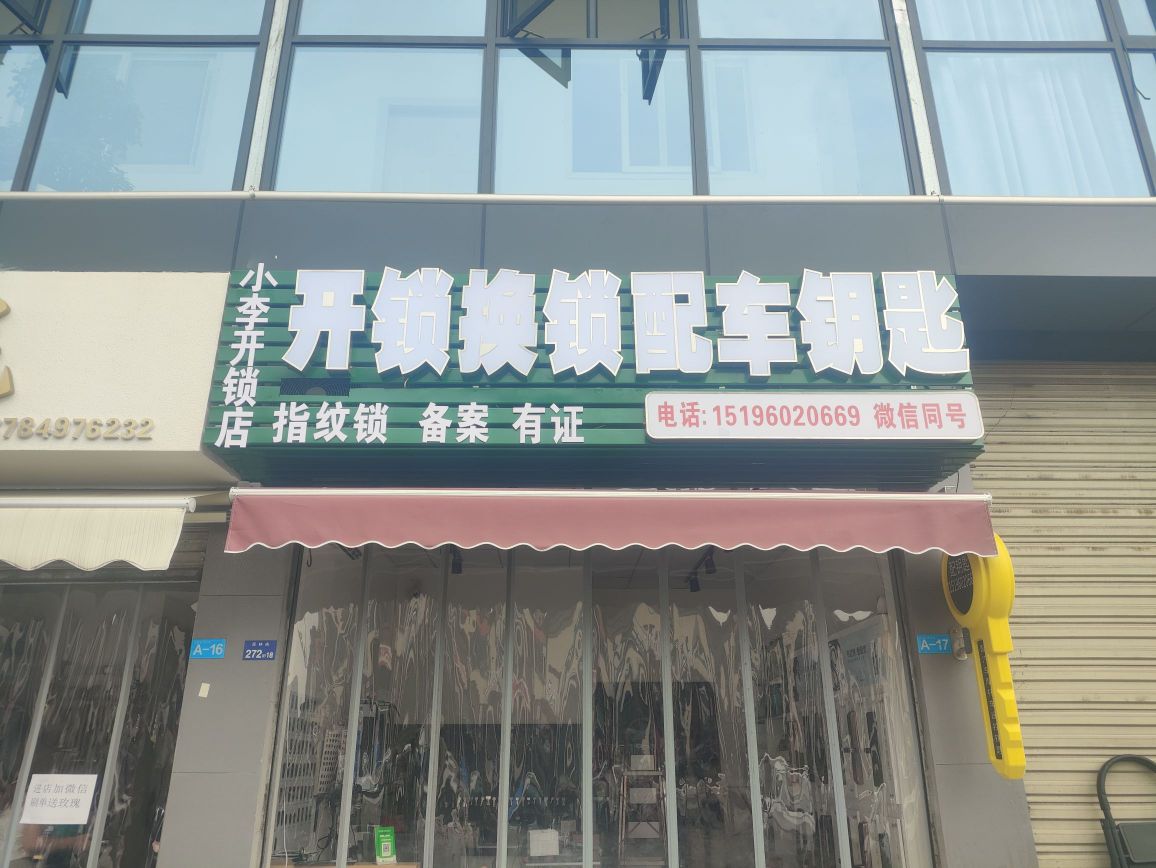 小李开锁店
开锁换锁配车钥匙
指纹锁 备案 有证
电话:15196020669 微信同号
784976232
A-16
272
A-17
进店加微信
刷单送玫瑰